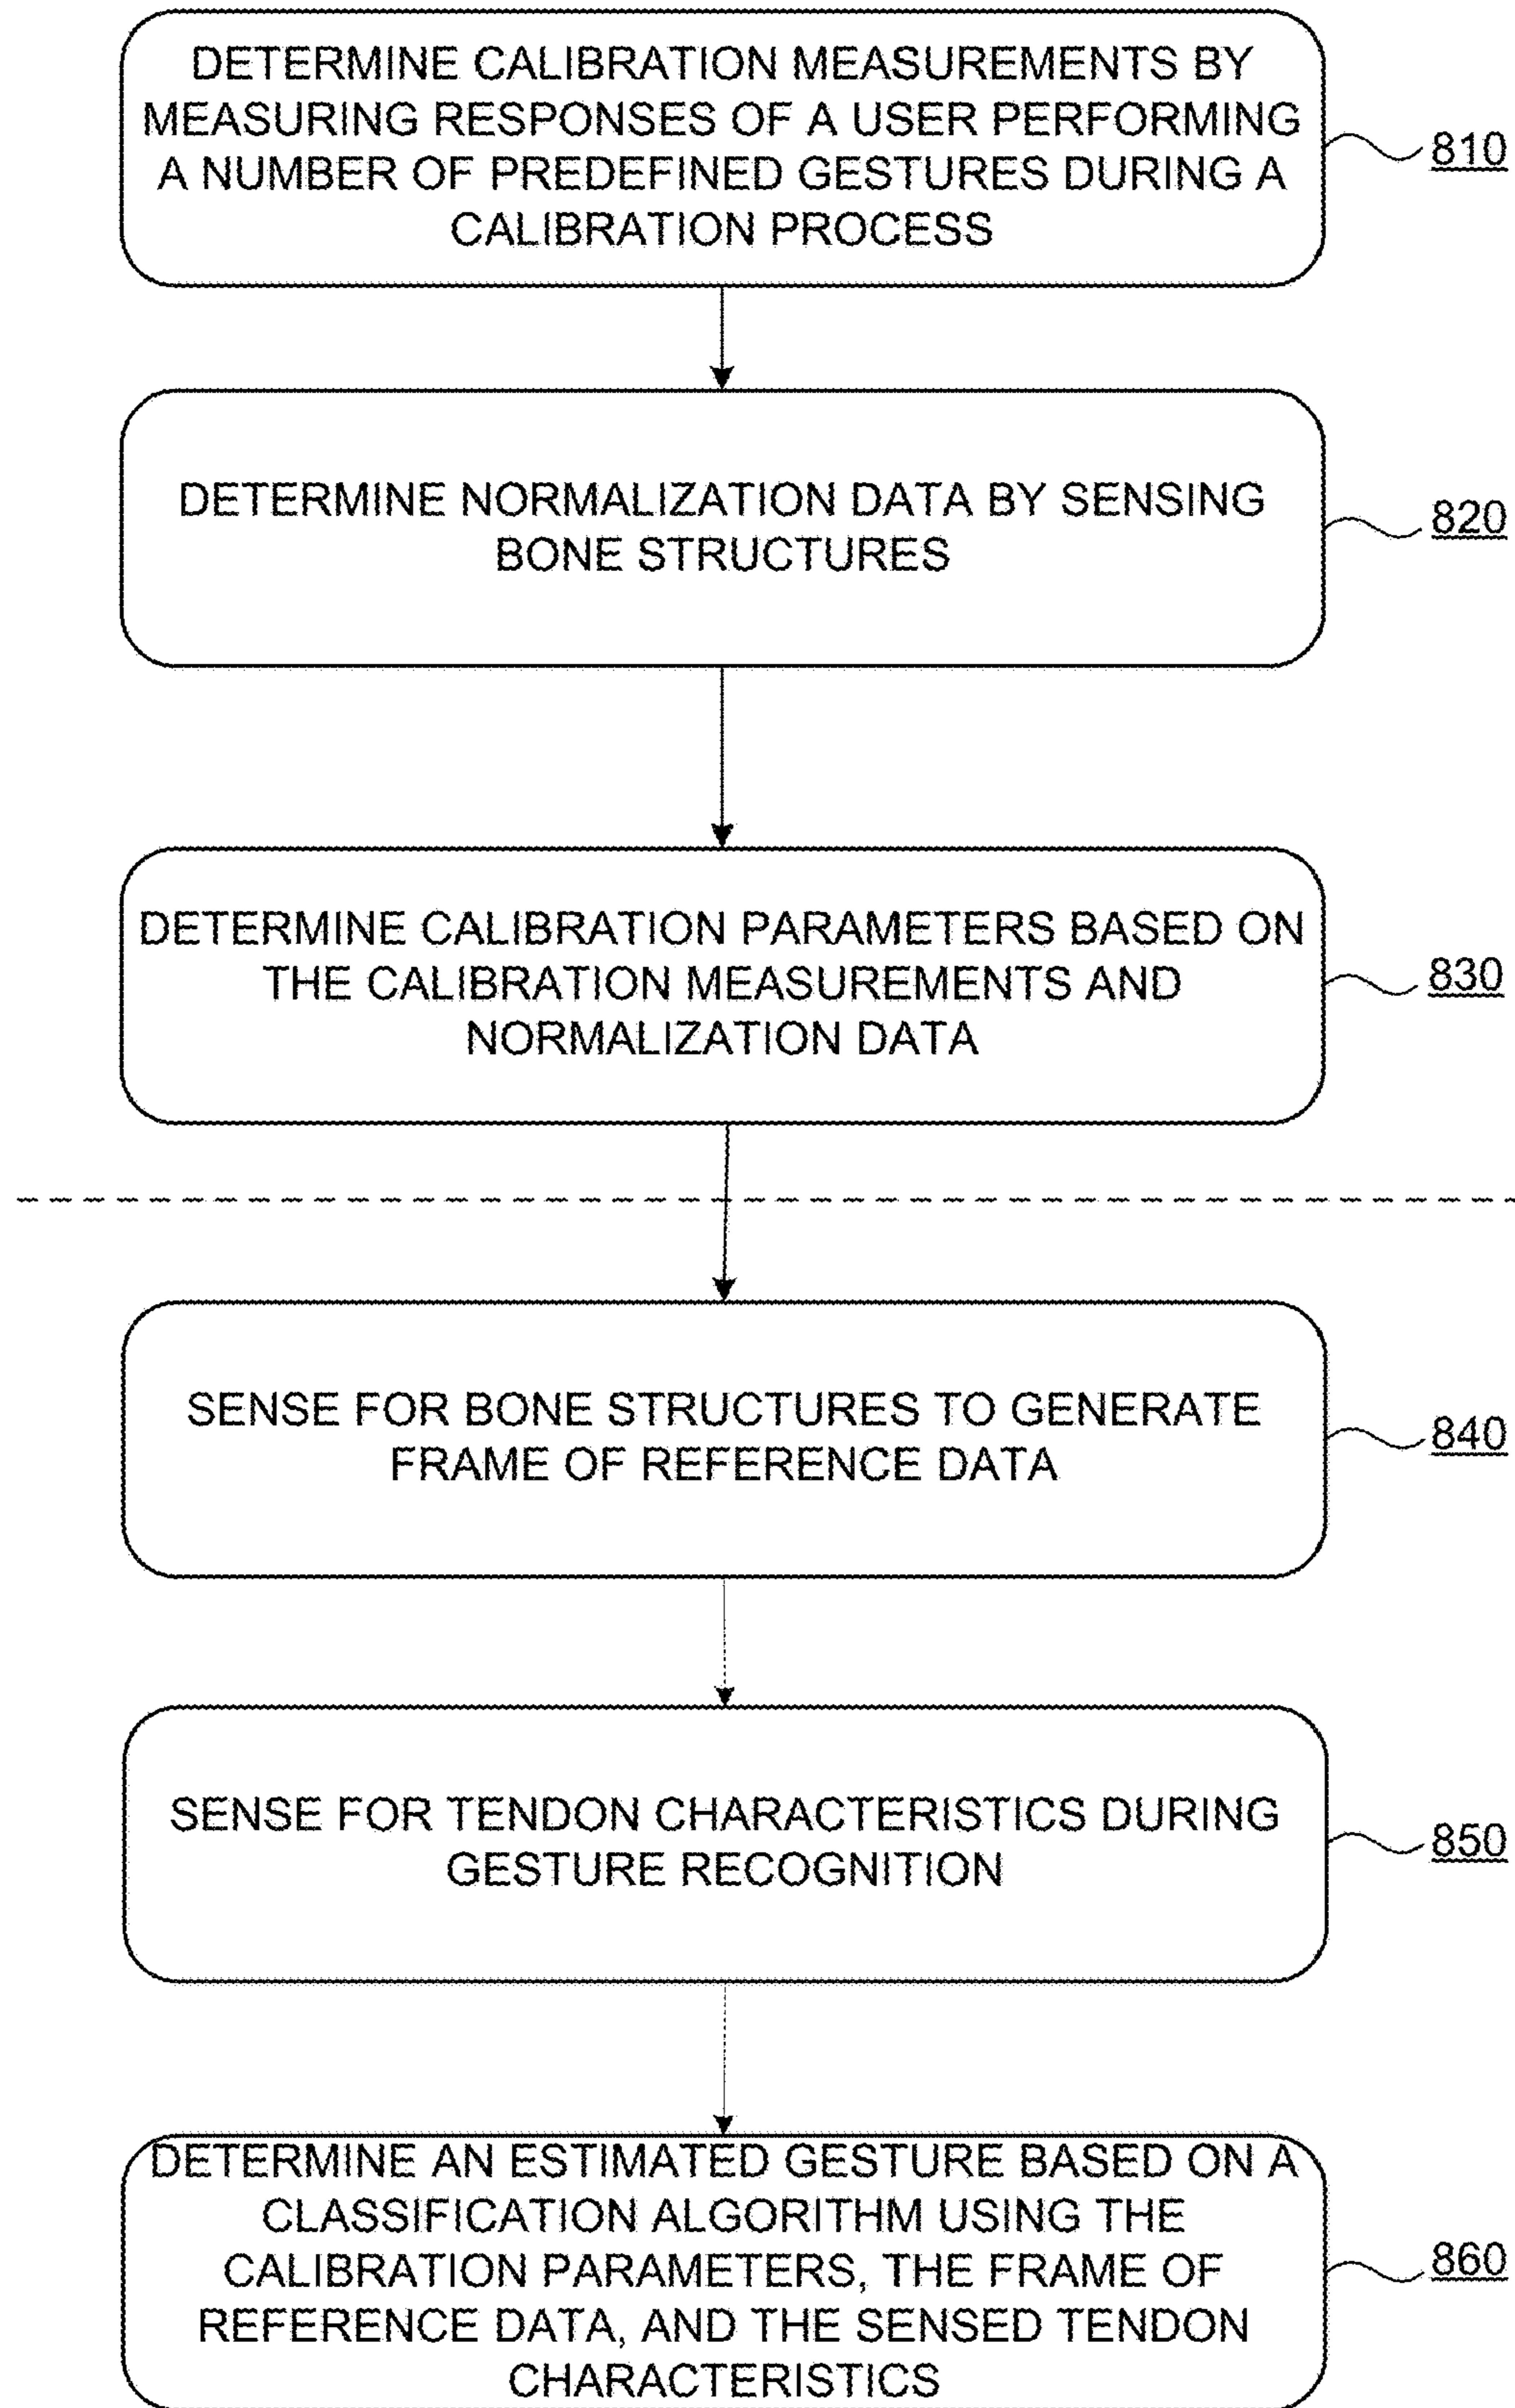 DETERMINE CALIBRATION MEASUREMENTS BY
MEASURING RESPONSES OF A USER PERFORMING
A NUMBER OF PREDEFINED GESTURES DURING A
CALIBRATION PROCESS
810
DETERMINE NORMALIZATION DATA BY SENSING
BONE STRUCTURES
820
DETERMINE CALIBRATION PARAMETERS BASED ON
THE CALIBRATION MEASUREMENTS AND
NORMALIZATION DATA
830
SENSE FOR BONE STRUCTURES TO GENERATE
FRAME OF REFERENCE DATA
840
SENSE FOR TENDON CHARACTERISTICS DURING
GESTURE RECOGNITION
850
DETERMINE AN ESTIMATED GESTURE BASED ON A
CLASSIFICATION ALGORITHM USING THE
CALIBRATION PARAMETERS, THE FRAME OF
REFERENCE DATA, AND THE SENSED TENDON
CHARACTERISTICS
860